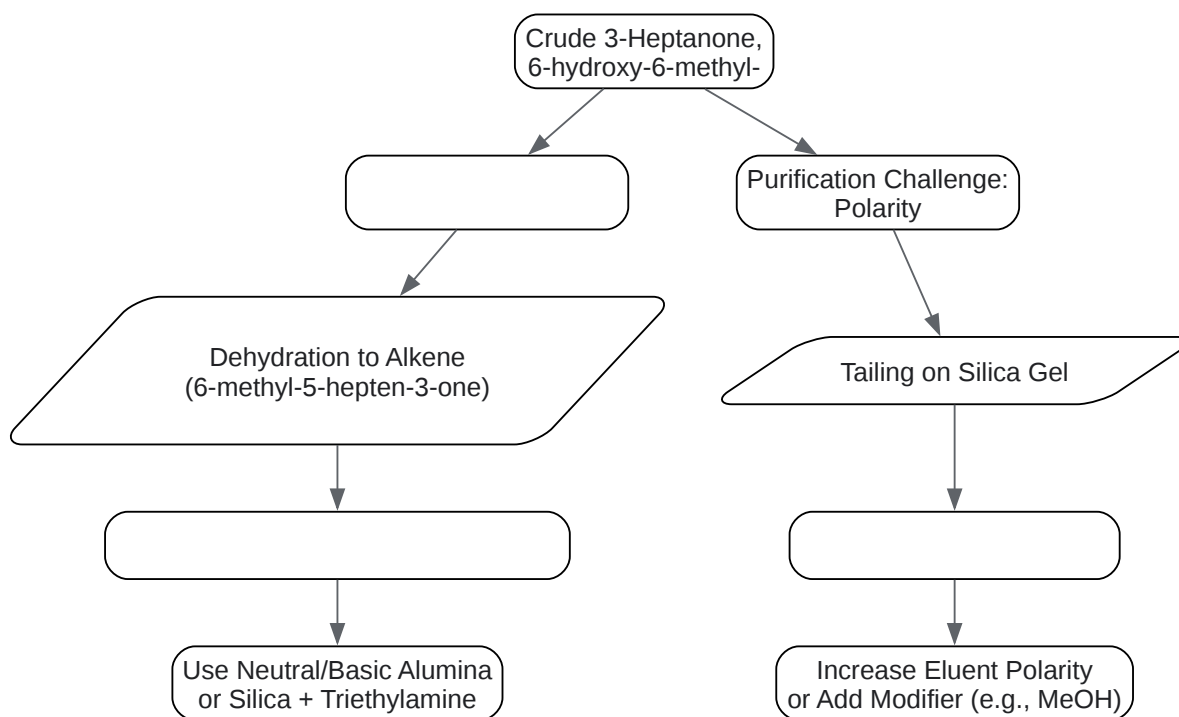 Crude 3-Heptanone,
6-hydroxy-6-methyl-
Purification Challenge:
Polarity
Dehydration to Alkene
(6-methyl-5-hepten-3-one)
Tailing on Silica Gel
Use Neutral/Basic Alumina
or Silica + Triethylamine
Increase Eluent Polarity
or Add Modifier (e.g., MeOH)